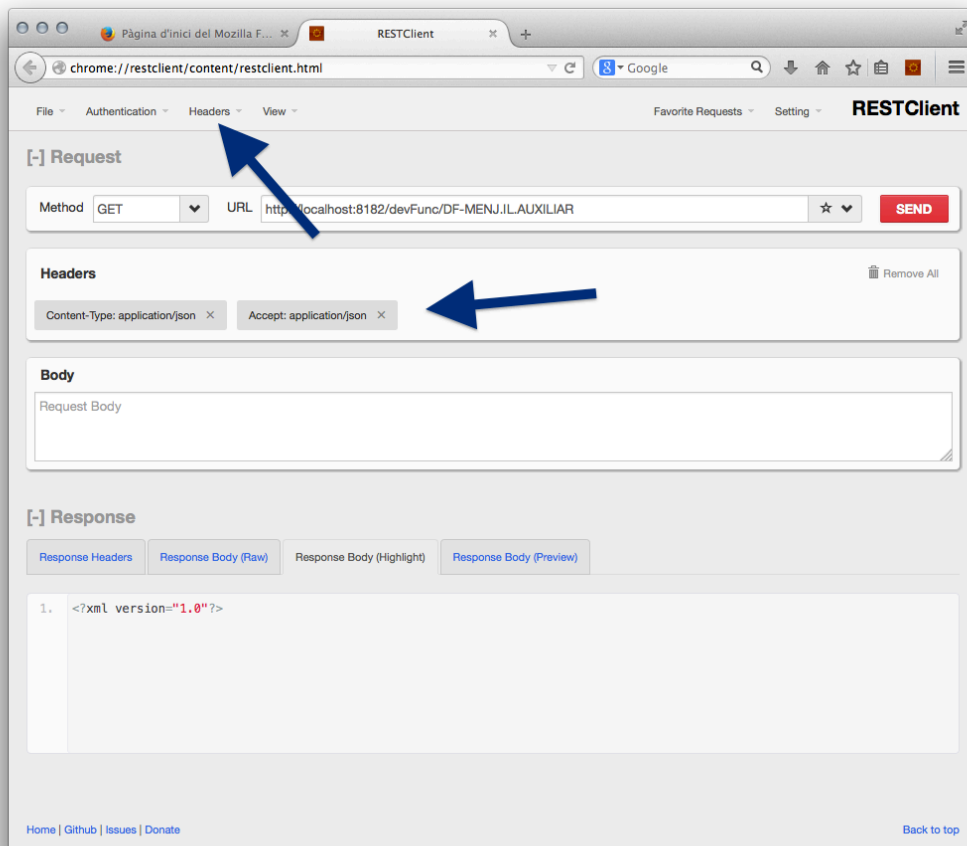 Pàgina d'inici del Mozilla F... × RESTClient × +
chrome://restclient/content/restclient.html 8 Google
File Authentication Headers View Favorite Requests Setting RESTClient
[-] Request
Method GET URL http://localhost:8182/devFunc/DF-MENJ.IL.AUXILIAR SEND
Headers Remove All
Content-Type: application/json × Accept: application/json ×
Body
Request Body
[-] Response
Response Headers Response Body (Raw) Response Body (Highlight) Response Body (Preview)
1. <?xml version="1.0"?>
Home | Github | Issues | Donate Back to top